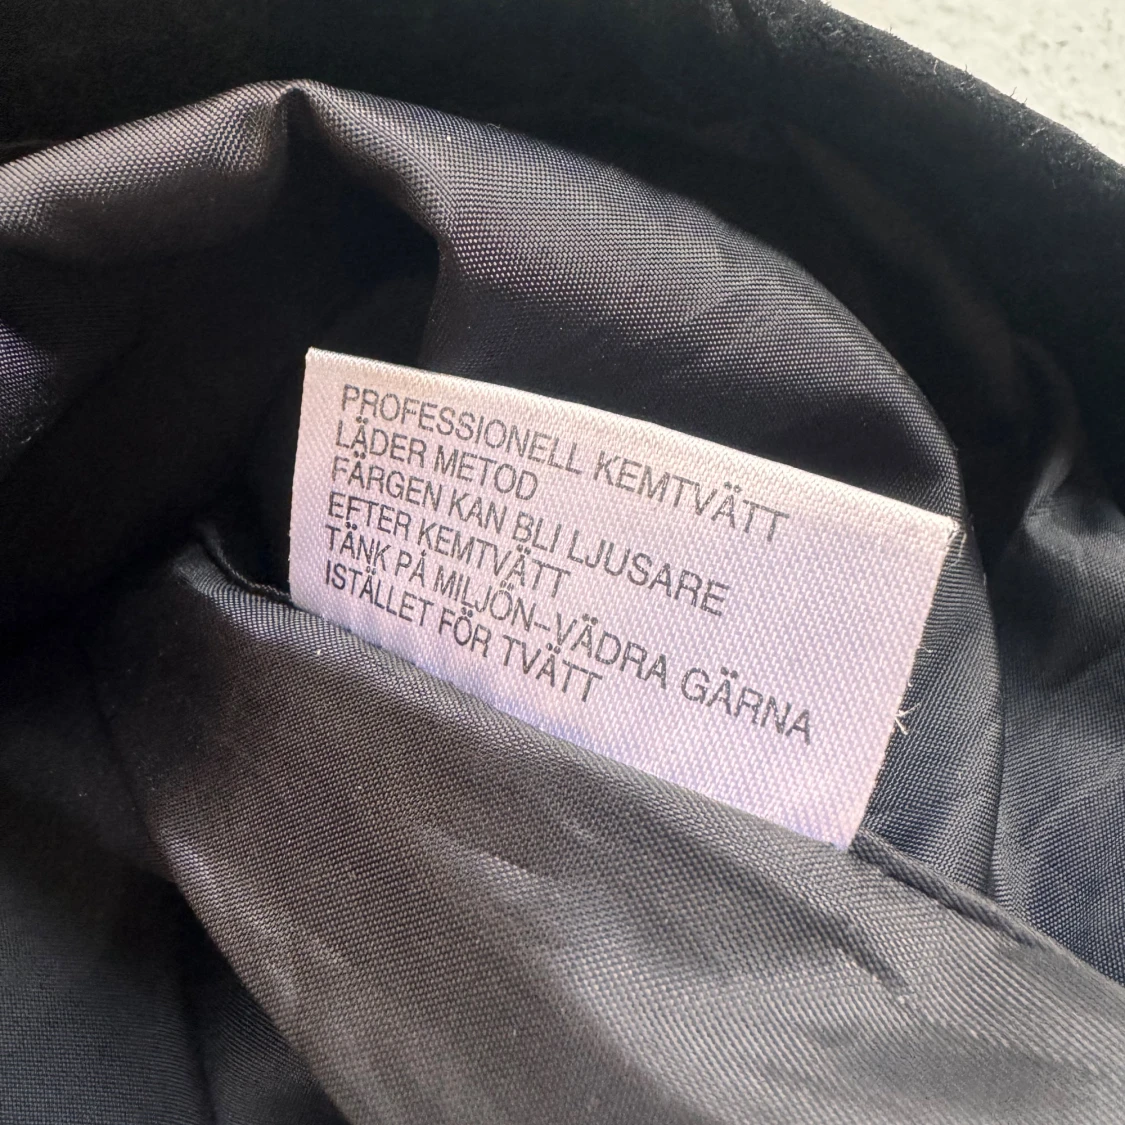 PROFESSIONELL KEMTVÄTT
LÄDER METOD
FÄRGEN KAN BLI LJUSARE
EFTER KEMTVÄTT
TÄNK PÅ MILJÖN-VÄDRA GÄRNA
ISTÄLLET FÖR TVÄTT